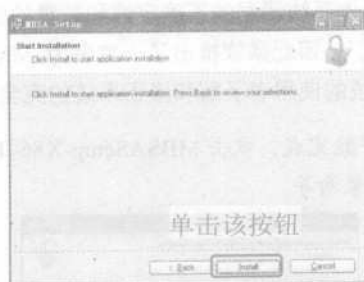 MBSA Setup
Start Installation
Click Install to start application installation
Click Install to start application installation. Press Back to review your selections.
单击该按钮
< Back
Install
Cancel